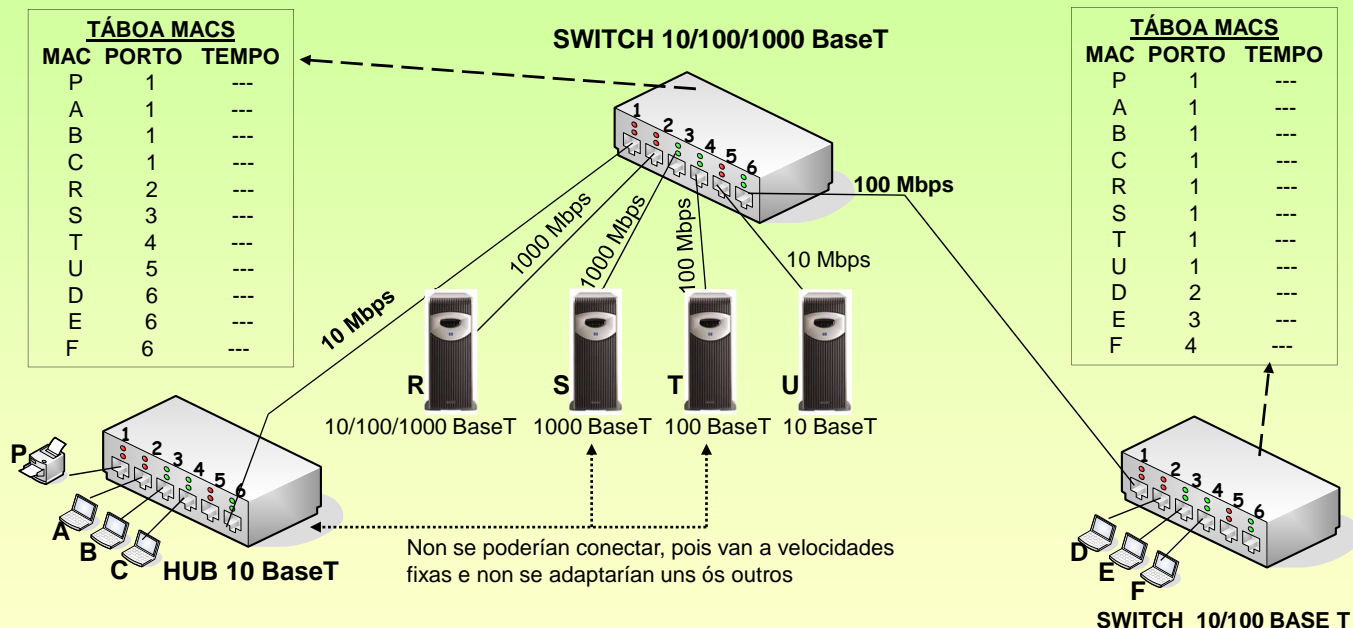 TÁBOA MACS
MAC PORTO TEMPO
P 1 ---
A 1 ---
B 1 ---
C 1 ---
R 2 ---
S 3 ---
T 4 ---
U 5 ---
D 6 ---
E 6 ---
F 6 ---
SWITCH 10/100/1000 BaseT
1 2 3 4 5 6
TÁBOA MACS
MAC PORTO TEMPO
P 1 ---
A 1 ---
B 1 ---
C 1 ---
R 1 ---
S 1 ---
T 1 ---
U 1 ---
D 2 ---
E 3 ---
F 4 ---
10 Mbps
1000 Mbps
1000 Mbps
100 Mbps
10 Mbps
100 Mbps
R
S
T
U
10/100/1000 BaseT
1000 BaseT
100 BaseT
10 BaseT
1 2 3 4 5 6
P
A
B
C
HUB 10 BaseT
Non se poderían conectar, pois van a velocidades
fixas e non se adaptarían uns ós outros
1 2 3 4 5 6
D
E
F
SWITCH 10/100 BASE T